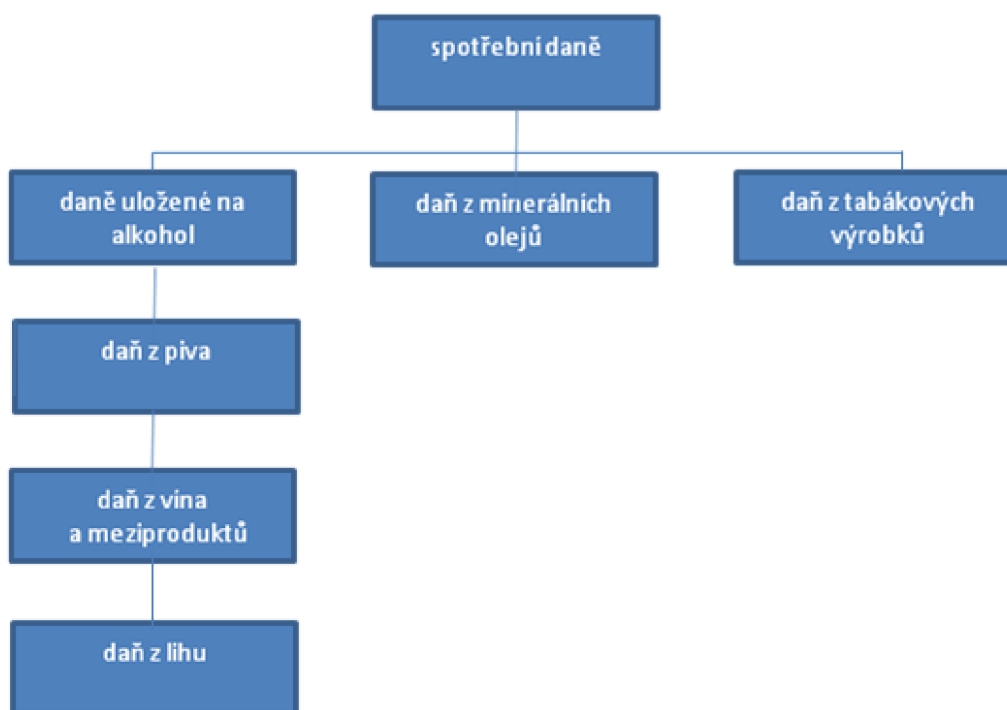 spotřební daně
daně uložené na
alkohol
daň z minerálních
olejů
daň z tabákových
výrobků
daň z piva
daň z vína
a meziproduktů
daň z lihu